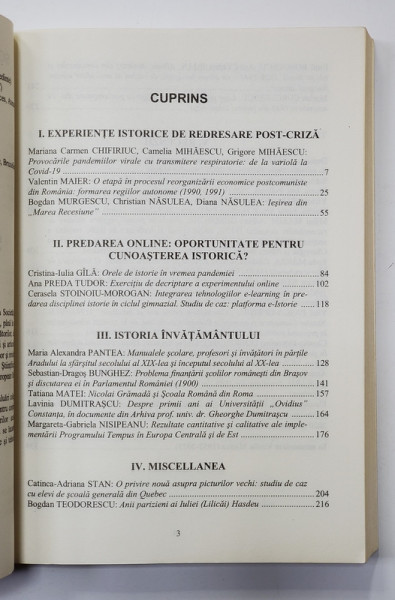 CUPRINS
I. EXPERIENȚE ISTORICE DE REDRESARE POST-CRIZĂ
Mariana Carmen CHIFIRIUC, Camelia MIHĂESCU, Grigore MIHĂESCU:
Provocările pandemiilor virale cu transmitere respiratorie: de la variolă la
Covid-19 ... 7
Valentin MAIER: O etapă în procesul reorganizării economice postcomuniste
din România: formarea regiilor autonome (1990, 1991) ... 25
Bogdan MURGESCU, Christian NĂSULEA, Diana NĂSULEA: Ieșirea din
„Marea Recesiune” ... 55
II. PREDAREA ONLINE: OPORTUNITATE PENTRU
CUNOAȘTEREA ISTORICĂ?
Cristina-Iulia GÎLĂ: Orele de istorie în vremea pandemiei ... 84
Ana PREDA TUDOR: Exercițiu de decriptare a experimentului online ... 102
Cerasela STOINOIU-MOROGAN: Integrarea tehnologiilor e-learning în pre-
darea disciplinei istorie în ciclul gimnazial. Studiu de caz: platforma e-Istorie ... 118
III. ISTORIA ÎNVĂȚĂMÂNTULUI
Maria Alexandra PANTEA: Manualele școlare, profesori și învățători în părțile
Aradului la sfârșitul secolului al XIX-lea și începutul secolului al XX-lea ... 128
Sebastian-Dragoș BUNGHEZ: Problema finanțării școlilor românești din Brașov
și discutarea ei în Parlamentul României (1900) ... 141
Tatiana MATEI: Nicolai Grămadă și Școala Română din Roma ... 157
Lavinia DUMITRAȘCU: Despre primii ani ai Universității „Ovidius”
Constanța, în documente din Arhiva prof. univ. dr. Gheorghe Dumitrașcu ... 164
Margareta-Gabriela NISIPEANU: Rezultate cantitative și calitative ale imple-
mentării Programului Tempus în Europa Centrală și de Est ... 176
IV. MISCELLANEA
Catinca-Adriana STAN: O privire nouă asupra picturilor vechi: studiu de caz
cu elevi de școală generală din Quebec ... 204
Bogdan TEODORESCU: Anii parizieni ai Iuliei (Lilicăi) Hasdeu ... 216
3